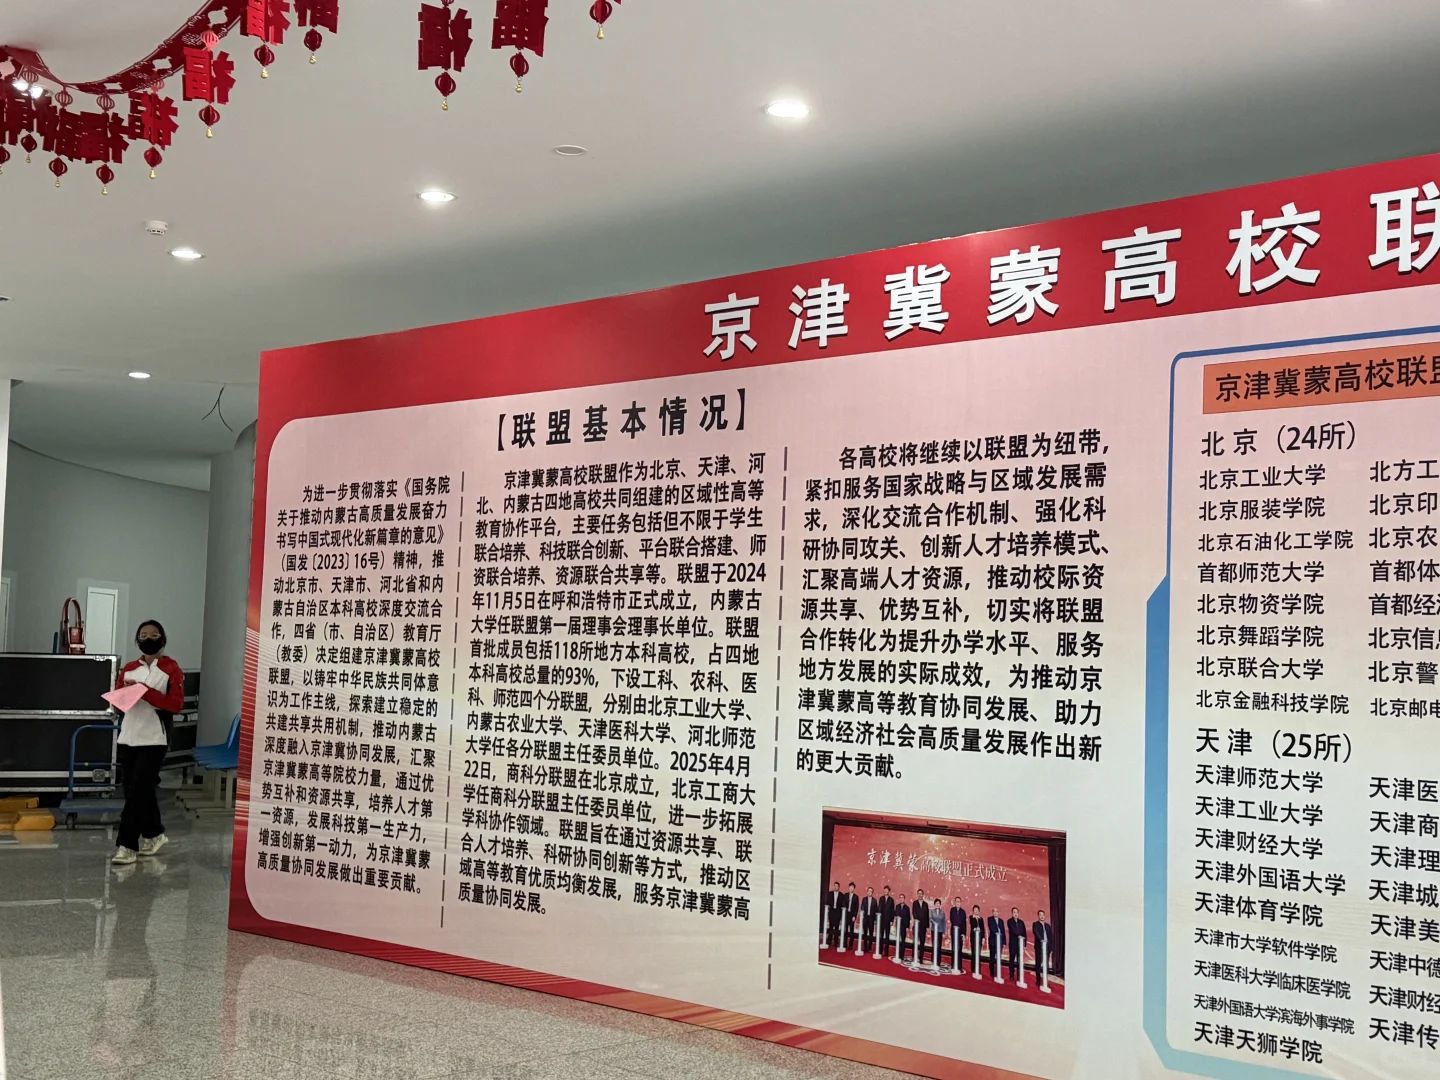 福
福
福
福
福
京津冀蒙高校联
【联盟基本情况】
为进一步贯彻落实《国务院
关于推动内蒙古高质量发展奋力
书写中国式现代化新篇章的意见》
（国发〔2023〕16号）精神，推
动北京市、天津市、河北省和内
蒙古自治区本科高校深度交流合
作，四省（市、自治区）教育厅
（教委）决定组建京津冀蒙高校
联盟，以铸牢中华民族共同体意
识为工作主线，探索建立稳定的
共建共享共用机制，推动内蒙古
深度融入京津冀协同发展，汇聚
京津冀蒙高等院校力量，通过优
势互补和资源共享，培养人才第
一资源，发展科技第一生产力，
增强创新第一动力，为京津冀蒙
高质量协同发展做出重要贡献。
京津冀蒙高校联盟作为北京、天津、河
北、内蒙古四地高校共同组建的区域性高等
教育协作平台，主要任务包括但不限于学生
联合培养、科技联合创新、平台联合搭建、师
资联合培养、资源联合共享等。联盟于2024
年11月5日在呼和浩特市正式成立，内蒙古
大学任联盟第一届理事会理事长单位。联盟
首批成员包括118所地方本科高校，占四地
本科高校总量的93%，下设工科、农科、医
科、师范四个分联盟，分别由北京工业大学、
内蒙古农业大学、天津医科大学、河北师范
大学任各分联盟主任委员单位。2025年4月
22日，商科分联盟在北京成立，北京工商大
学任商科分联盟主任委员单位，进一步拓展
学科协作领域。联盟旨在通过资源共享、联
合人才培养、科研协同创新等方式，推动区
域高等教育优质均衡发展，服务京津冀蒙高
质量协同发展。
各高校将继续以联盟为纽带，
紧扣服务国家战略与区域发展需
求，深化交流合作机制、强化科
研协同攻关、创新人才培养模式、
汇聚高端人才资源，推动校际资
源共享、优势互补，切实将联盟
合作转化为提升办学水平、服务
地方发展的实际成效，为推动京
津冀蒙高等教育协同发展、助力
区域经济社会高质量发展作出新
的更大贡献。
京津冀蒙高校联盟正式成立
京津冀蒙高校联盟
北京（24所）
北京工业大学 北方工
北京服装学院 北京印
北京石油化工学院 北京农
首都师范大学 首都体
北京物资学院 首都经济
北京舞蹈学院 北京信息
北京联合大学 北京警
北京金融科技学院 北京邮电
天津（25所）
天津师范大学 天津医
天津工业大学 天津商
天津财经大学 天津理
天津外国语大学 天津城
天津体育学院 天津美
天津市大学软件学院 天津中德
天津医科大学临床医学院 天津财经
天津外国语大学滨海外事学院 天津传
天津天狮学院